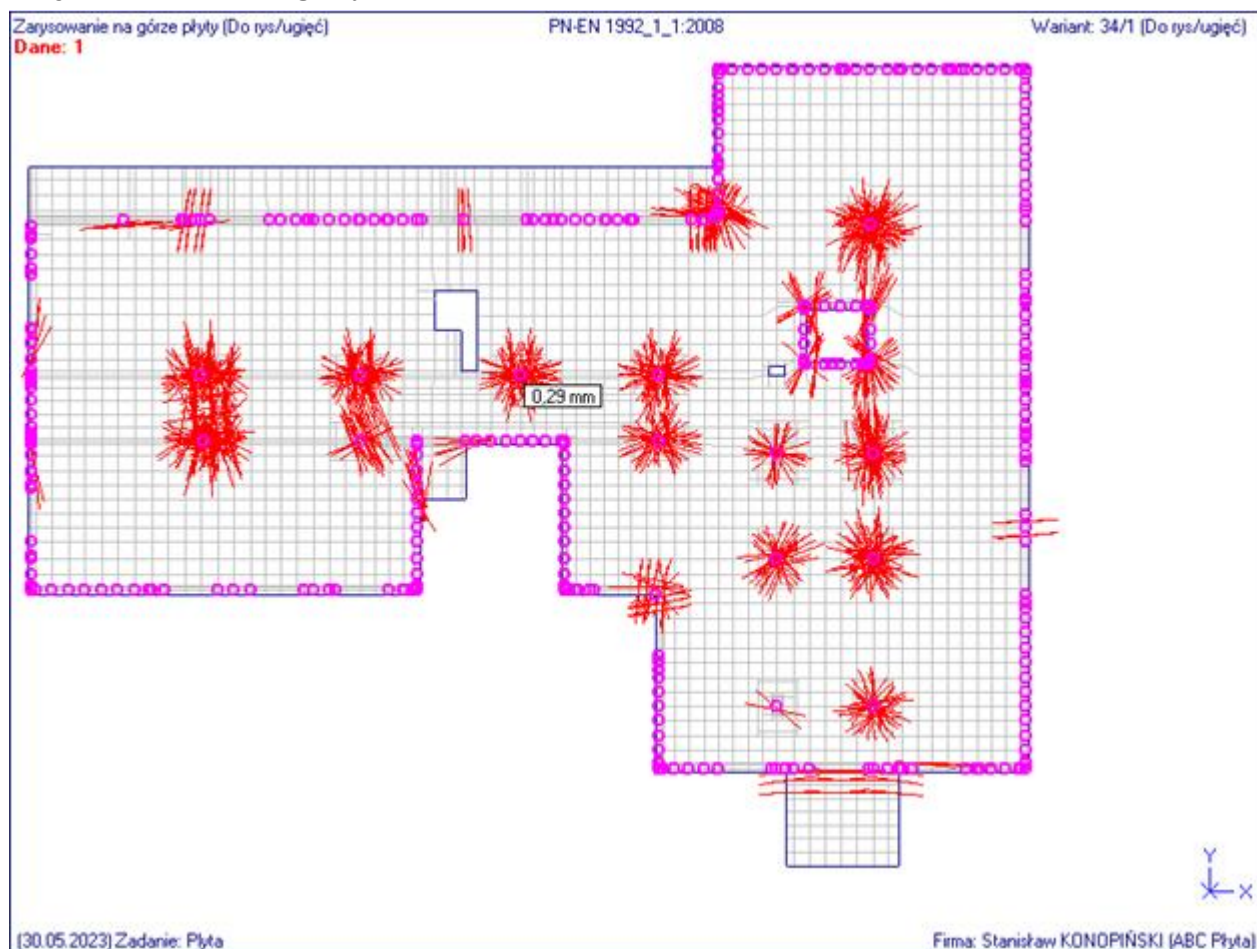 Zarysowanie na górze płyty (Do rys/ugięć) PN-EN 1992_1_1:2008 Wariant: 34/1 (Do rys/ugięć)
Dane: 1
0,29 mm
Y
X
(30.05.2023) Zadanie: Płyta Firma: Stanisław KONOPIŃSKI (ABC Płyta)